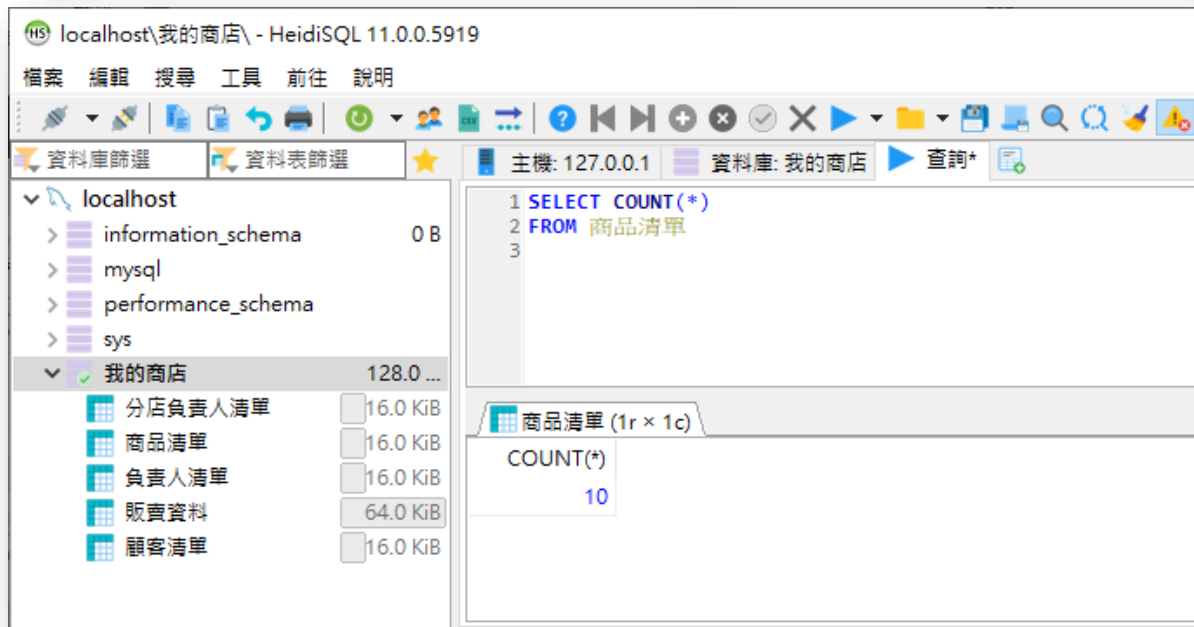 localhost\我的商店\ - HeidiSQL 11.0.0.5919
檔案 編輯 搜尋 工具 前往 說明
資料庫篩選 資料表篩選
主機: 127.0.0.1 資料庫: 我的商店 查詢*
localhost
information_schema 0 B
mysql
performance_schema
sys
我的商店 128.0 ...
分店負責人清單 16.0 KiB
商品清單 16.0 KiB
負責人清單 16.0 KiB
販賣資料 64.0 KiB
顧客清單 16.0 KiB
1 SELECT COUNT(*)
2 FROM 商品清單
3
商品清單 (1r × 1c)
COUNT(*)
10